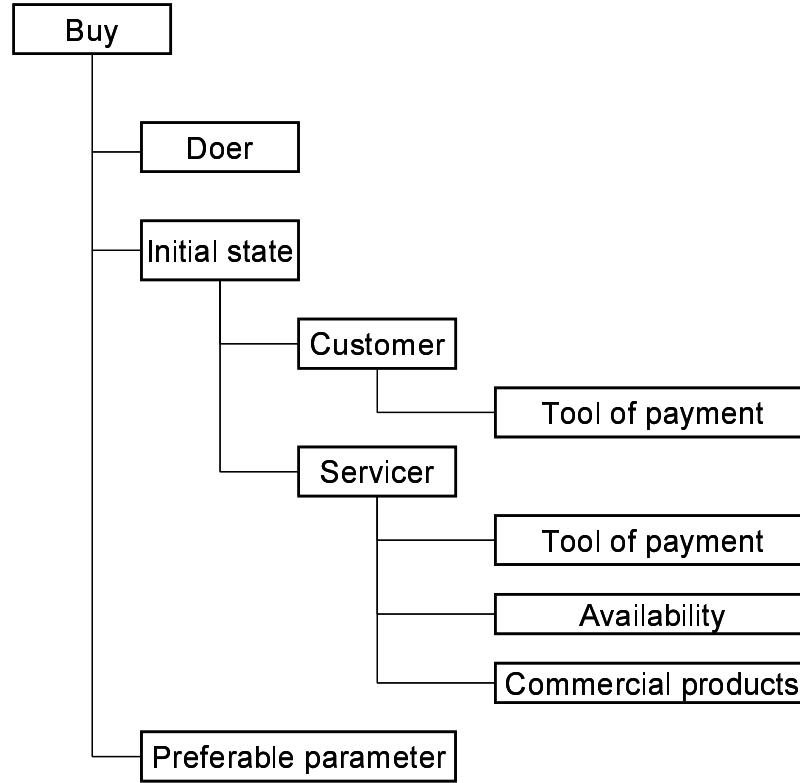 Buy
Doer
Initial state
Customer
Tool of payment
Servicer
Tool of payment
Availability
Commercial products
Preferable parameter